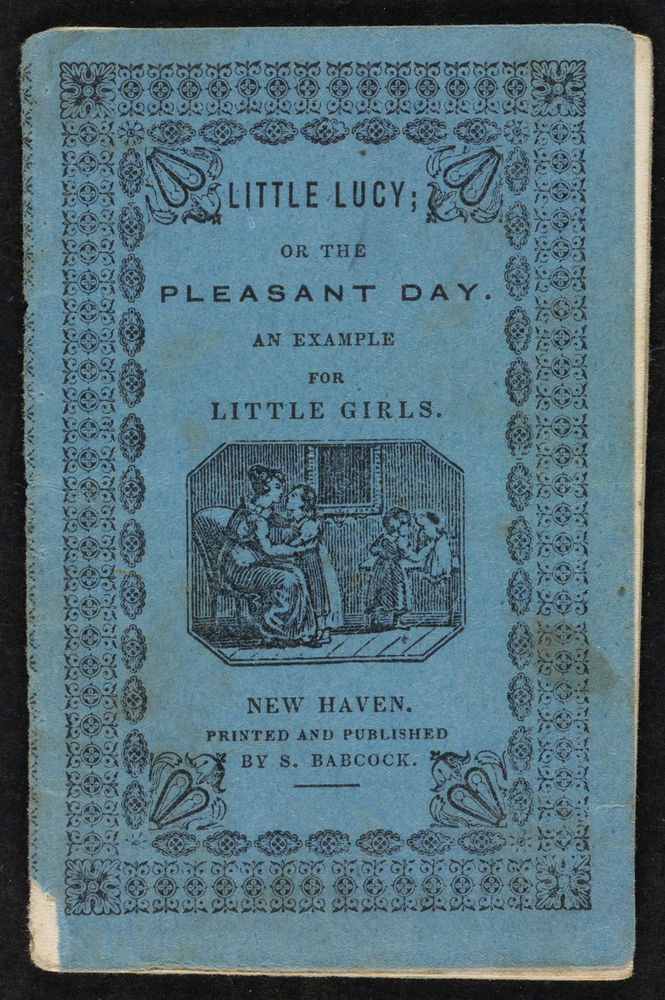 LITTLE LUCY;
OR THE
PLEASANT DAY.
AN EXAMPLE
FOR
LITTLE GIRLS.
NEW HAVEN.
PRINTED AND PUBLISHED
BY S. BABCOCK.